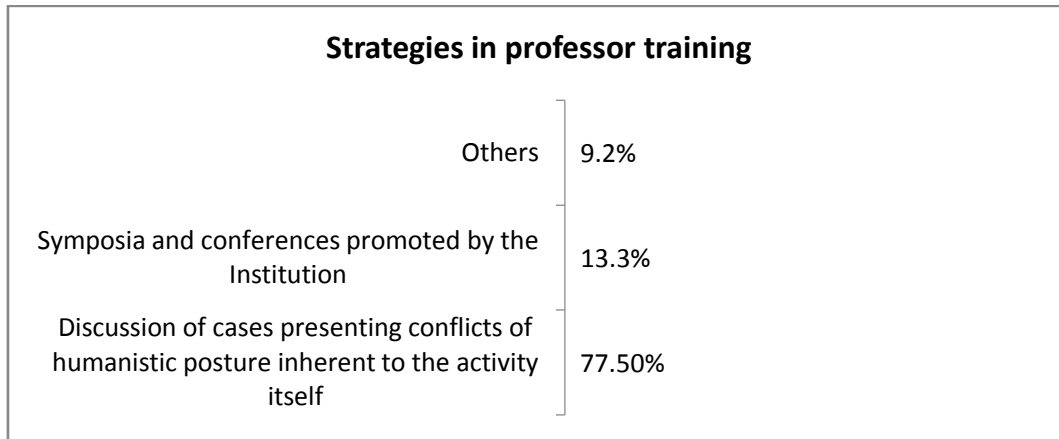 Strategies in professor training
Others
9.2%
Symposia and conferences promoted by the
Institution
13.3%
Discussion of cases presenting conflicts of
humanistic posture inherent to the activity
itself
77.50%